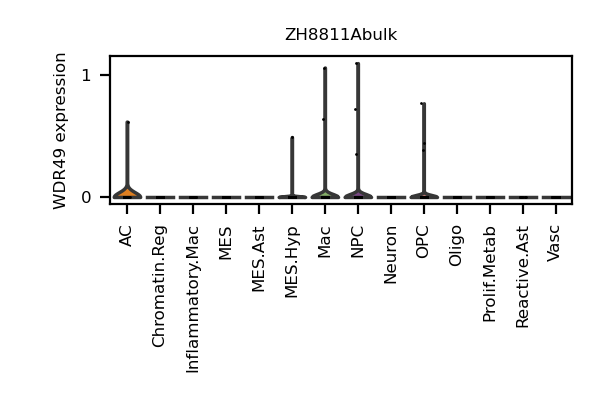 ZH8811Abulk
WDR49 expression
1
0
AC
Chromatin.Reg
Inflammatory.Mac
MES
MES.Ast
MES.Hyp
Mac
NPC
Neuron
OPC
Oligo
Prolif.Metab
Reactive.Ast
Vasc